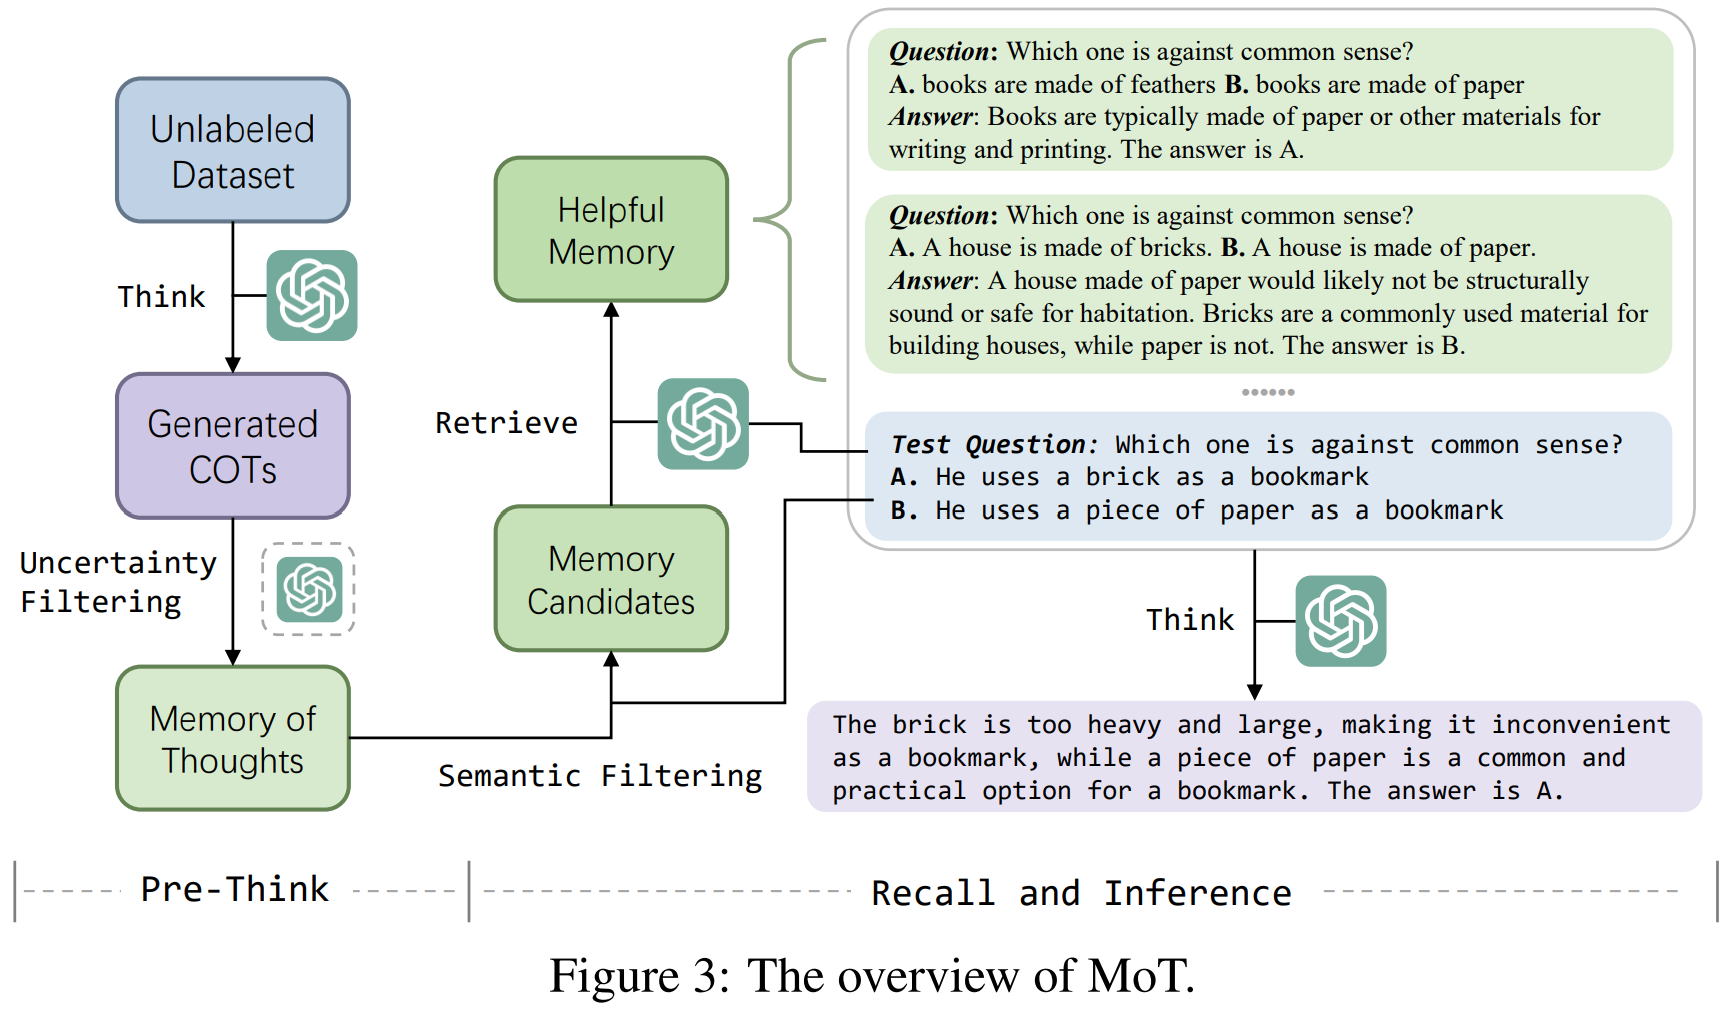 Unlabeled
Dataset
Think
Generated
COTs
Uncertainty
Filtering
Memory of
Thoughts
Semantic Filtering
Helpful
Memory
Retrieve
Memory
Candidates
Question: Which one is against common sense?
A. books are made of feathers B. books are made of paper
Answer: Books are typically made of paper or other materials for
writing and printing. The answer is A.
Question: Which one is against common sense?
A. A house is made of bricks. B. A house is made of paper.
Answer: A house made of paper would likely not be structurally
sound or safe for habitation. Bricks are a commonly used material for
building houses, while paper is not. The answer is B.
······
Test Question: Which one is against common sense?
A. He uses a brick as a bookmark
B. He uses a piece of paper as a bookmark
Think
The brick is too heavy and large, making it inconvenient
as a bookmark, while a piece of paper is a common and
practical option for a bookmark. The answer is A.
Pre-Think
Recall and Inference
Figure 3: The overview of MoT.